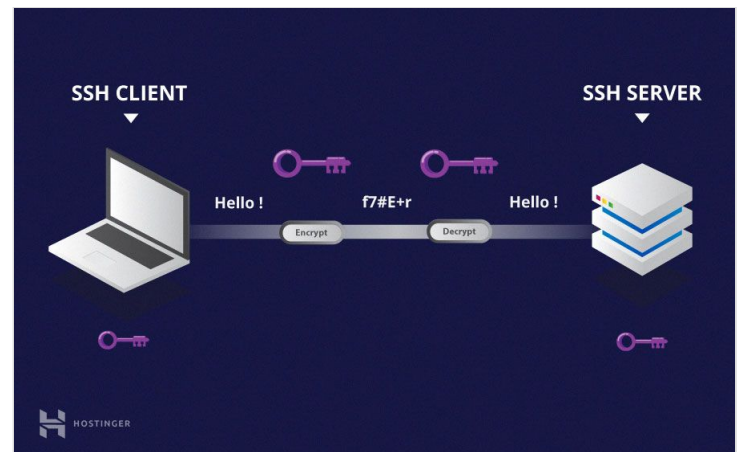 SSH CLIENT
SSH SERVER
Hello !
f7#E+r
Hello !
Encrypt
Decrypt
HOSTINGER